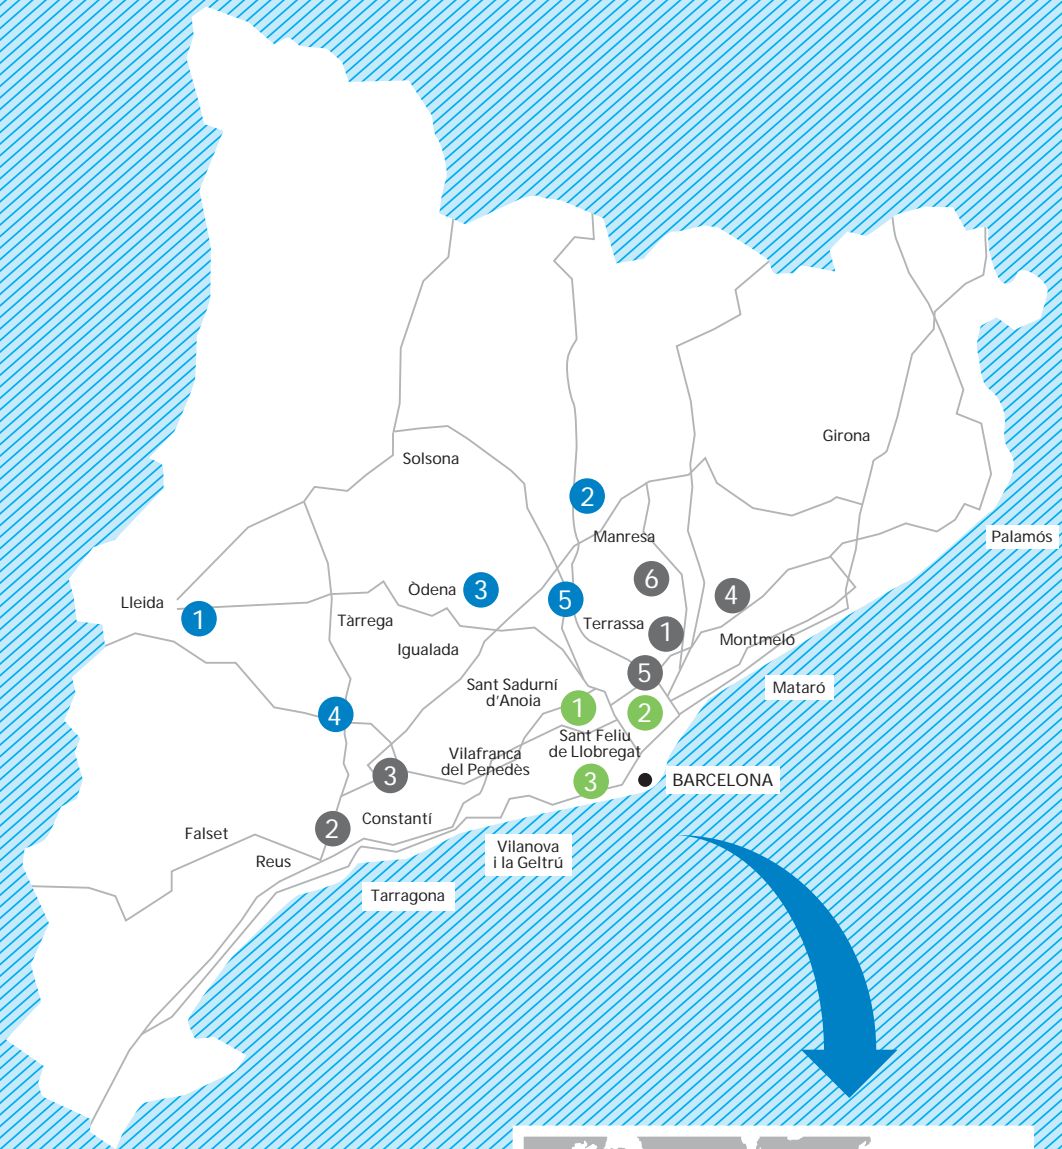 Girona
Solsona
2
Manresa
Palamós
6
Òdena
3
4
5
Lleida
1
Tàrrega
Terrassa
1
Montmeló
Igualada
5
Sant Sadurní
d'Anoia
Mataró
1
2
4
Sant Feliu
de Llobregat
Vilafranca
del Penedès
3
3
BARCELONA
Constantí
2
Falset
Vilanova
i la Geltrú
Reus
Tarragona